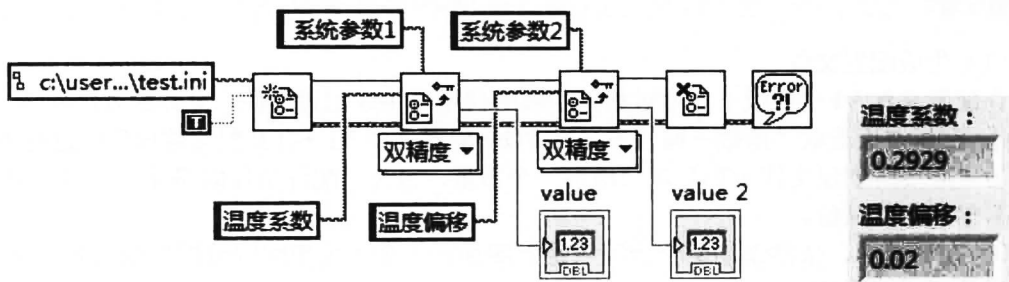 系统参数1
系统参数2
c:\user...\test.ini
T
Error
?!
双精度
双精度
温度系数
温度偏移
value
value 2
1.23
DBL
1.23
DBL
温度系数：
0.2929
温度偏移：
0.02